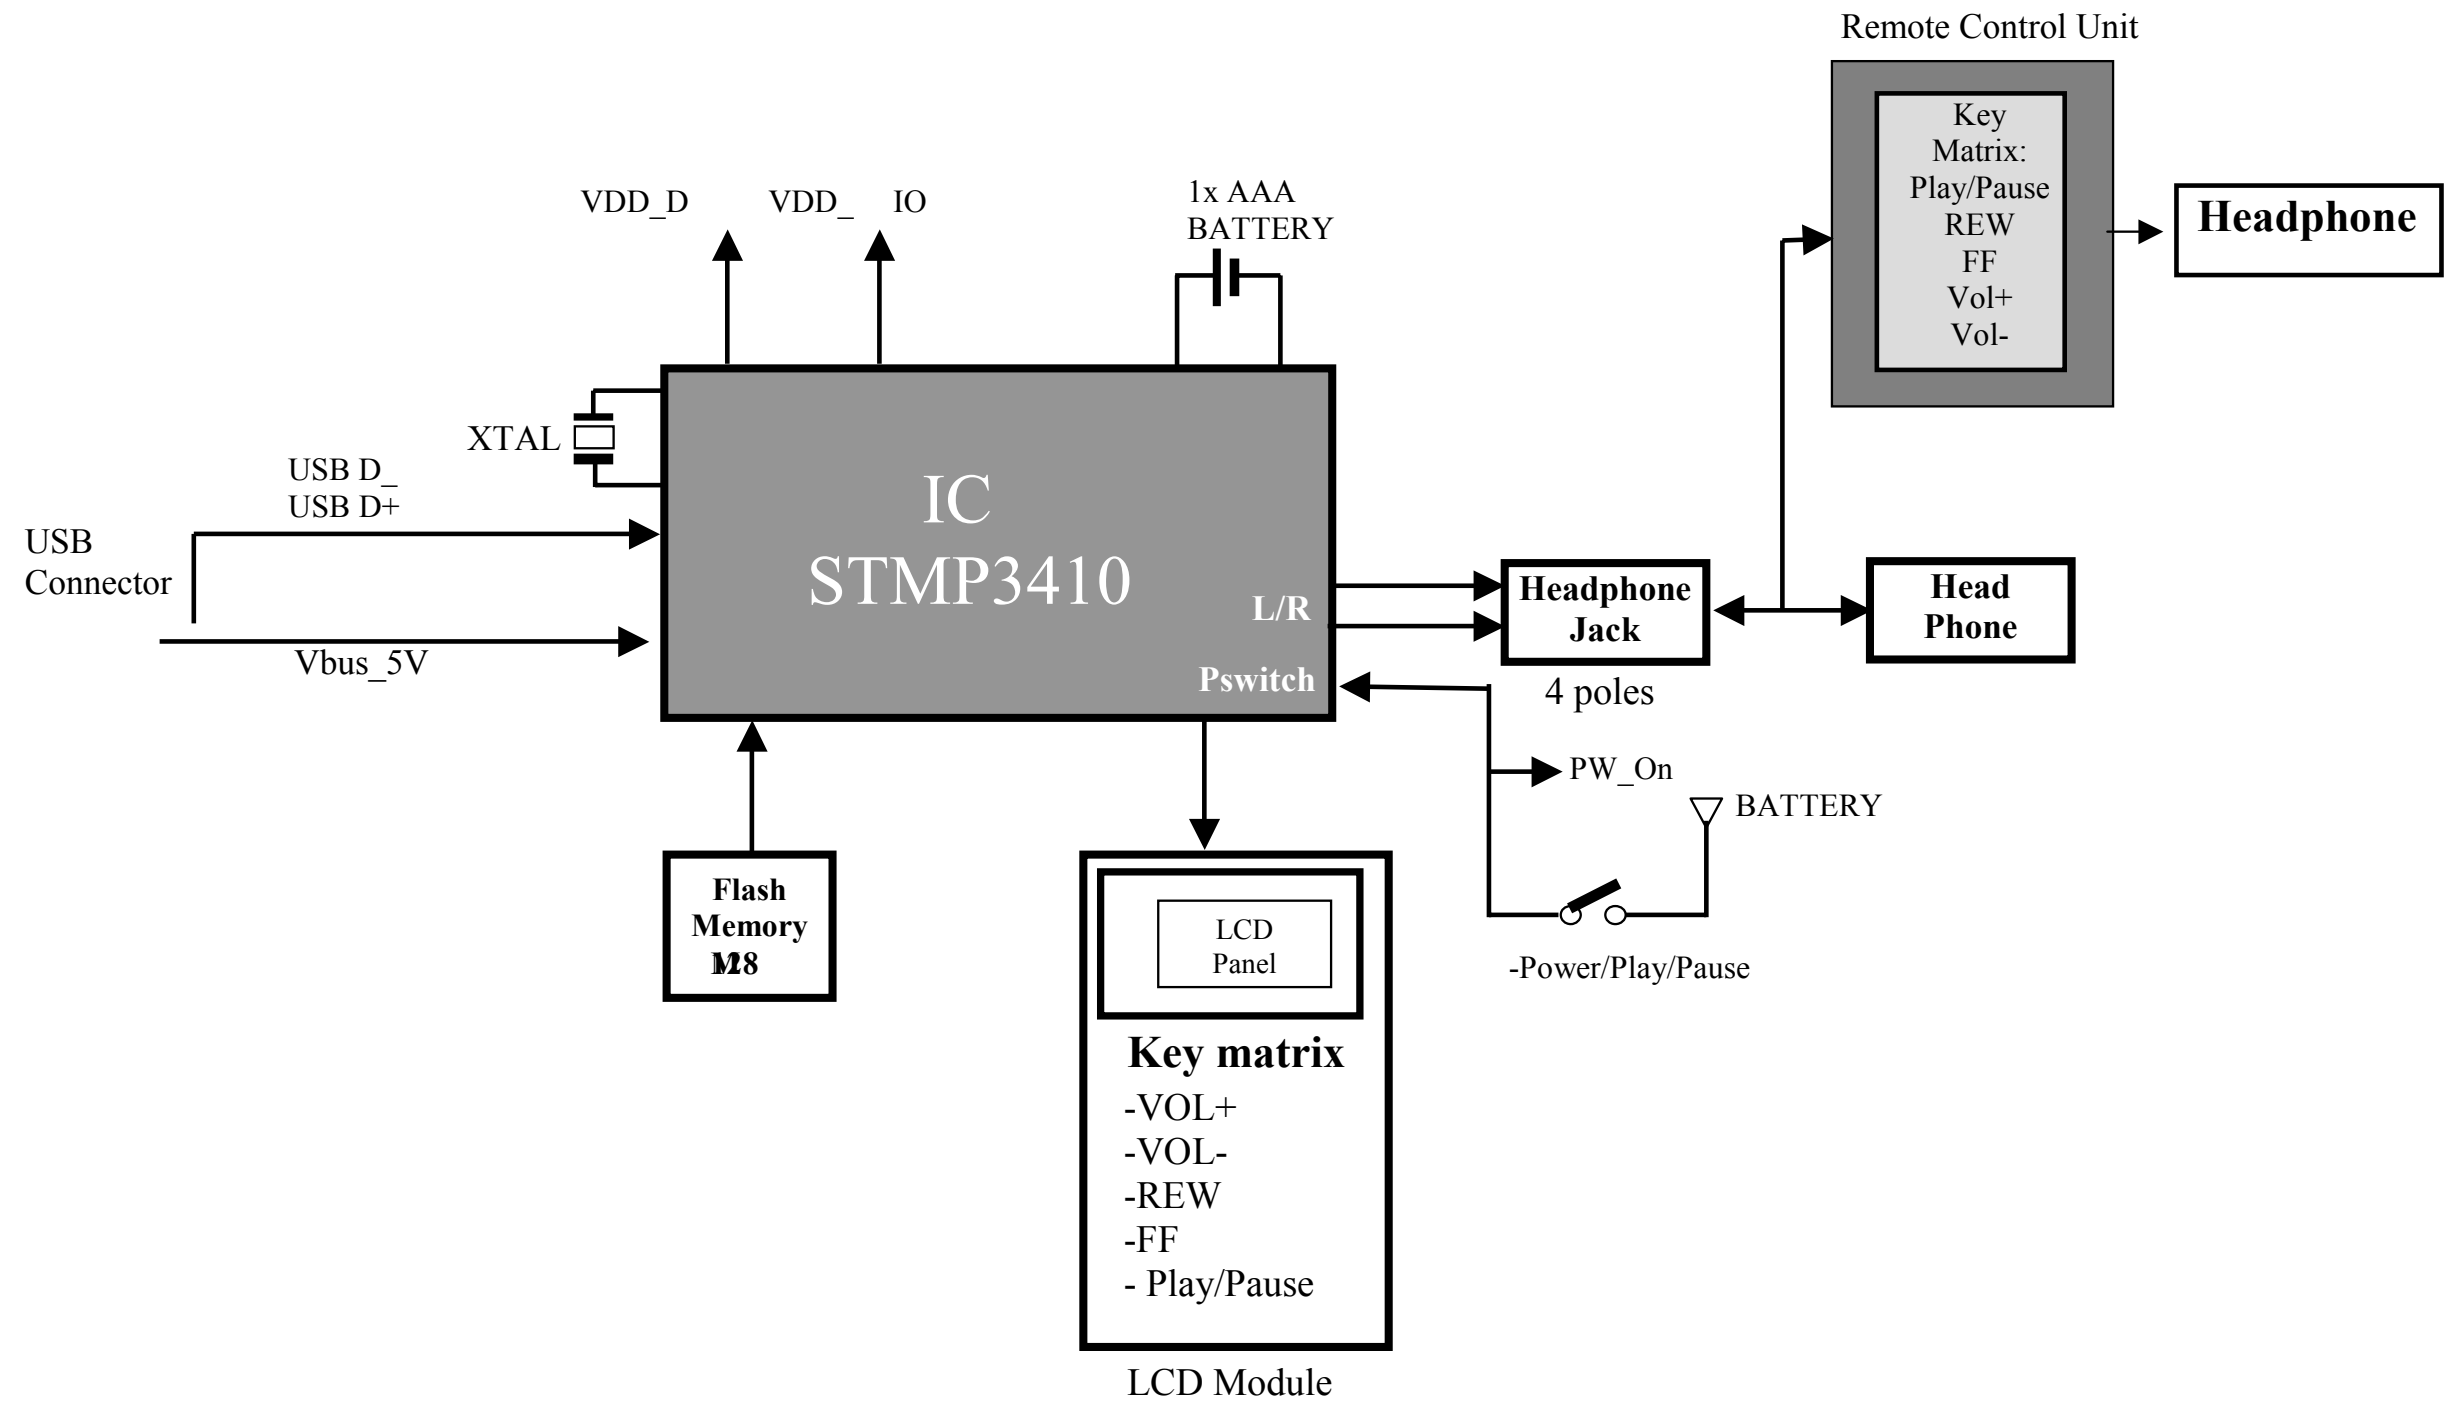 Remote Control Unit
Key
Matrix:
Play/Pause
REW
FF
Vol+
Vol-
Headphone
VDD_D
VDD_ IO
1x AAA
BATTERY
XTAL
USB D_
USB D+
USB
Connector
Vbus_5V
IC
STMP3410
L/R
Pswitch
Headphone
Jack
4 poles
Head
Phone
PW_On
BATTERY
-Power/Play/Pause
Flash
Memory
LCD
Panel
Key matrix
-VOL+
-VOL-
-REW
-FF
- Play/Pause
LCD Module